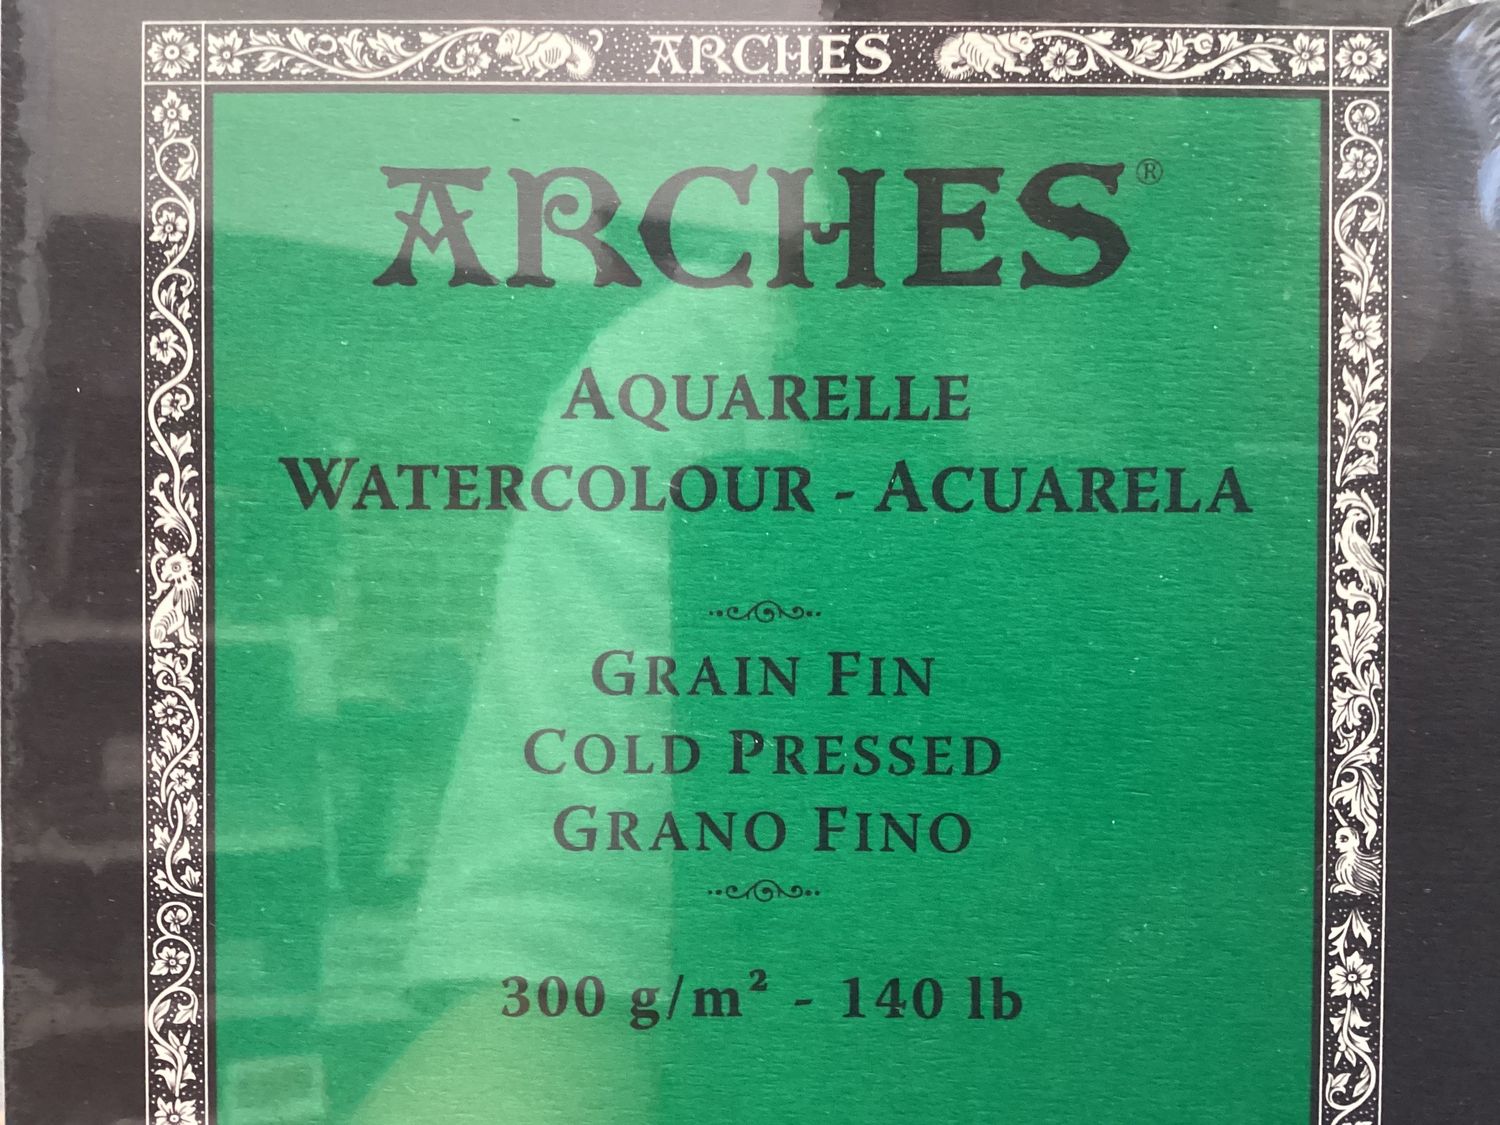 ARCHES
ARCHES®
AQUARELLE
WATERCOLOUR - ACUARELA
GRAIN FIN
COLD PRESSED
GRANO FINO
300 g/m² - 140 lb